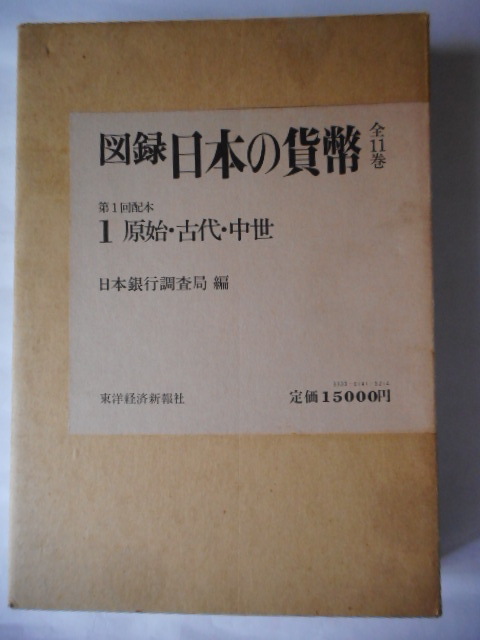 図録 日本の貨幣 全11巻
第1回配本
1 原始・古代・中世
日本銀行調査局 編
東洋経済新報社
定価 15000円